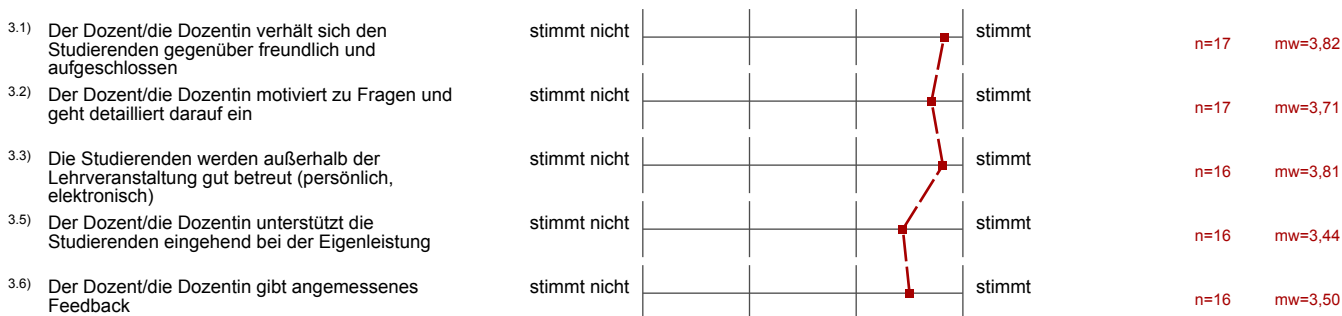 3.1) Der Dozent/die Dozentin verhält sich den stimmt nicht stimmt
Studierenden gegenüber freundlich und n=17 mw=3,82
aufgeschlossen
3.2) Der Dozent/die Dozentin motiviert zu Fragen und stimmt nicht stimmt
geht detailliert darauf ein n=17 mw=3,71
3.3) Die Studierenden werden außerhalb der stimmt nicht stimmt
Lehrveranstaltung gut betreut (persönlich, n=16 mw=3,81
elektronisch)
3.5) Der Dozent/die Dozentin unterstützt die stimmt nicht stimmt
Studierenden eingehend bei der Eigenleistung n=16 mw=3,44
3.6) Der Dozent/die Dozentin gibt angemessenes stimmt nicht stimmt
Feedback n=16 mw=3,50